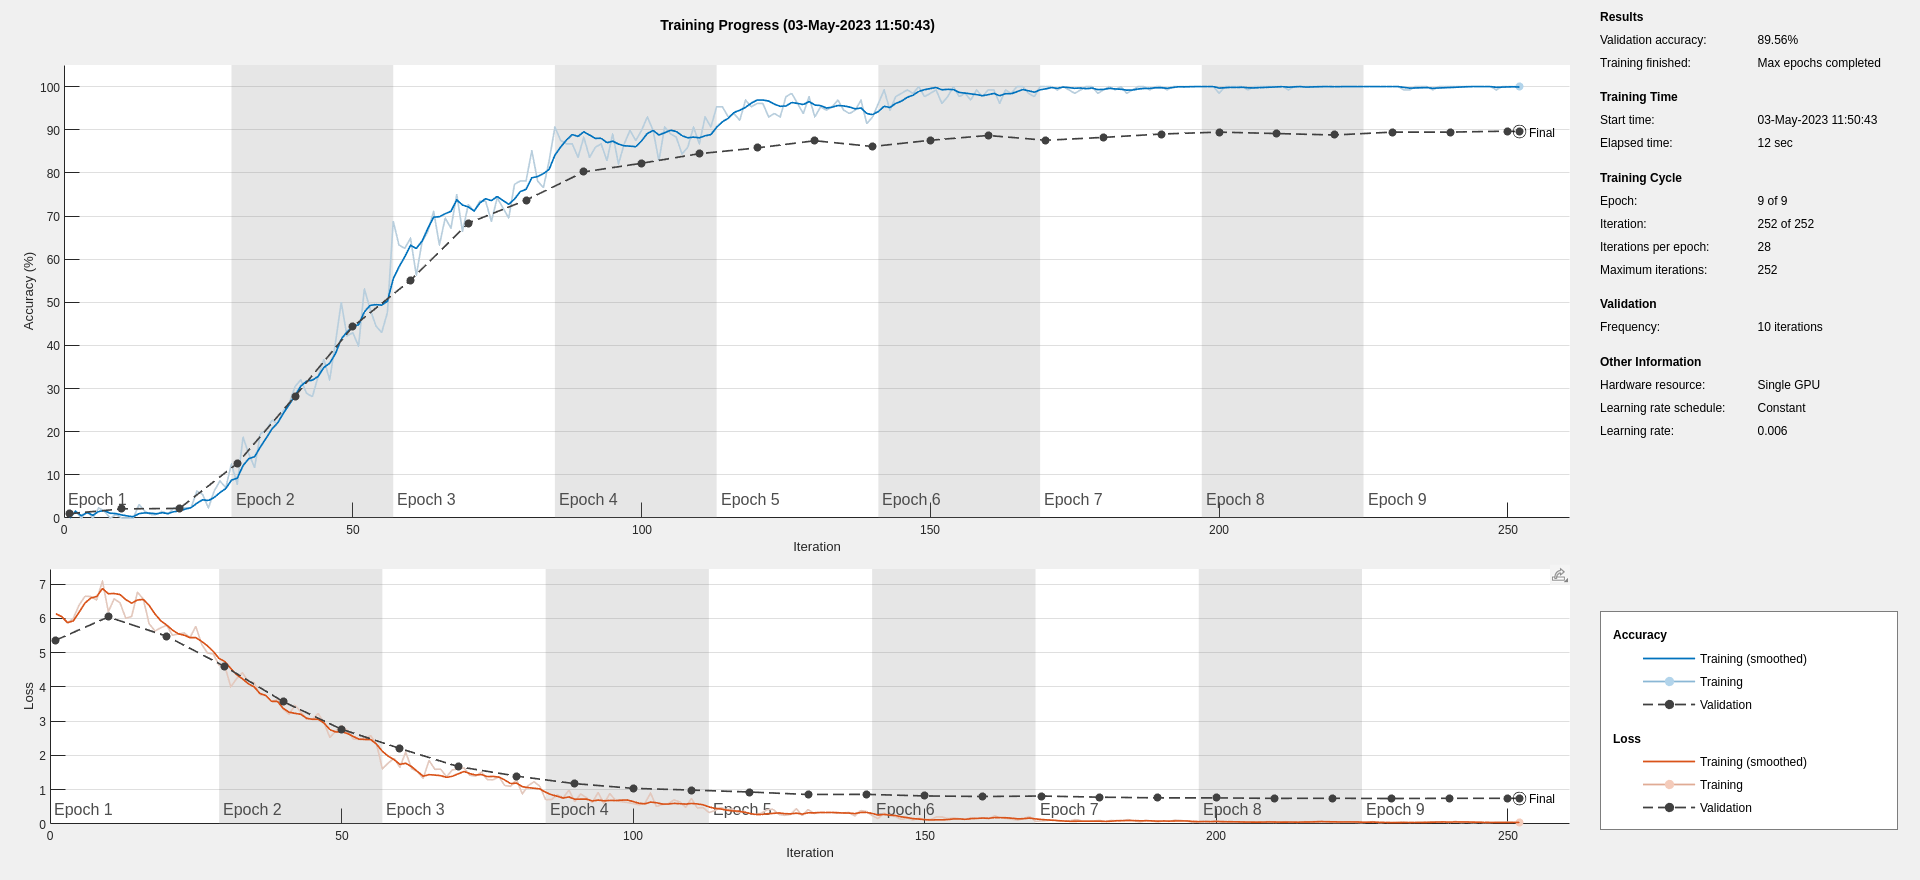 Training Progress (03-May-2023 11:50:43)
Accuracy (%)
100
90
80
70
60
50
40
30
20
10
0
Epoch 1 Epoch 2 Epoch 3 Epoch 4 Epoch 5 Epoch 6 Epoch 7 Epoch 8 Epoch 9
Final
0 50 100 150 200 250
Iteration
Loss
7
6
5
4
3
2
1
0
Epoch 1 Epoch 2 Epoch 3 Epoch 4 Epoch 5 Epoch 6 Epoch 7 Epoch 8 Epoch 9
Final
0 50 100 150 200 250
Iteration
Results
Validation accuracy: 89.56%
Training finished: Max epochs completed
Training Time
Start time: 03-May-2023 11:50:43
Elapsed time: 12 sec
Training Cycle
Epoch: 9 of 9
Iteration: 252 of 252
Iterations per epoch: 28
Maximum iterations: 252
Validation
Frequency: 10 iterations
Other Information
Hardware resource: Single GPU
Learning rate schedule: Constant
Learning rate: 0.006
Accuracy
Training (smoothed)
Training
Validation
Loss
Training (smoothed)
Training
Validation